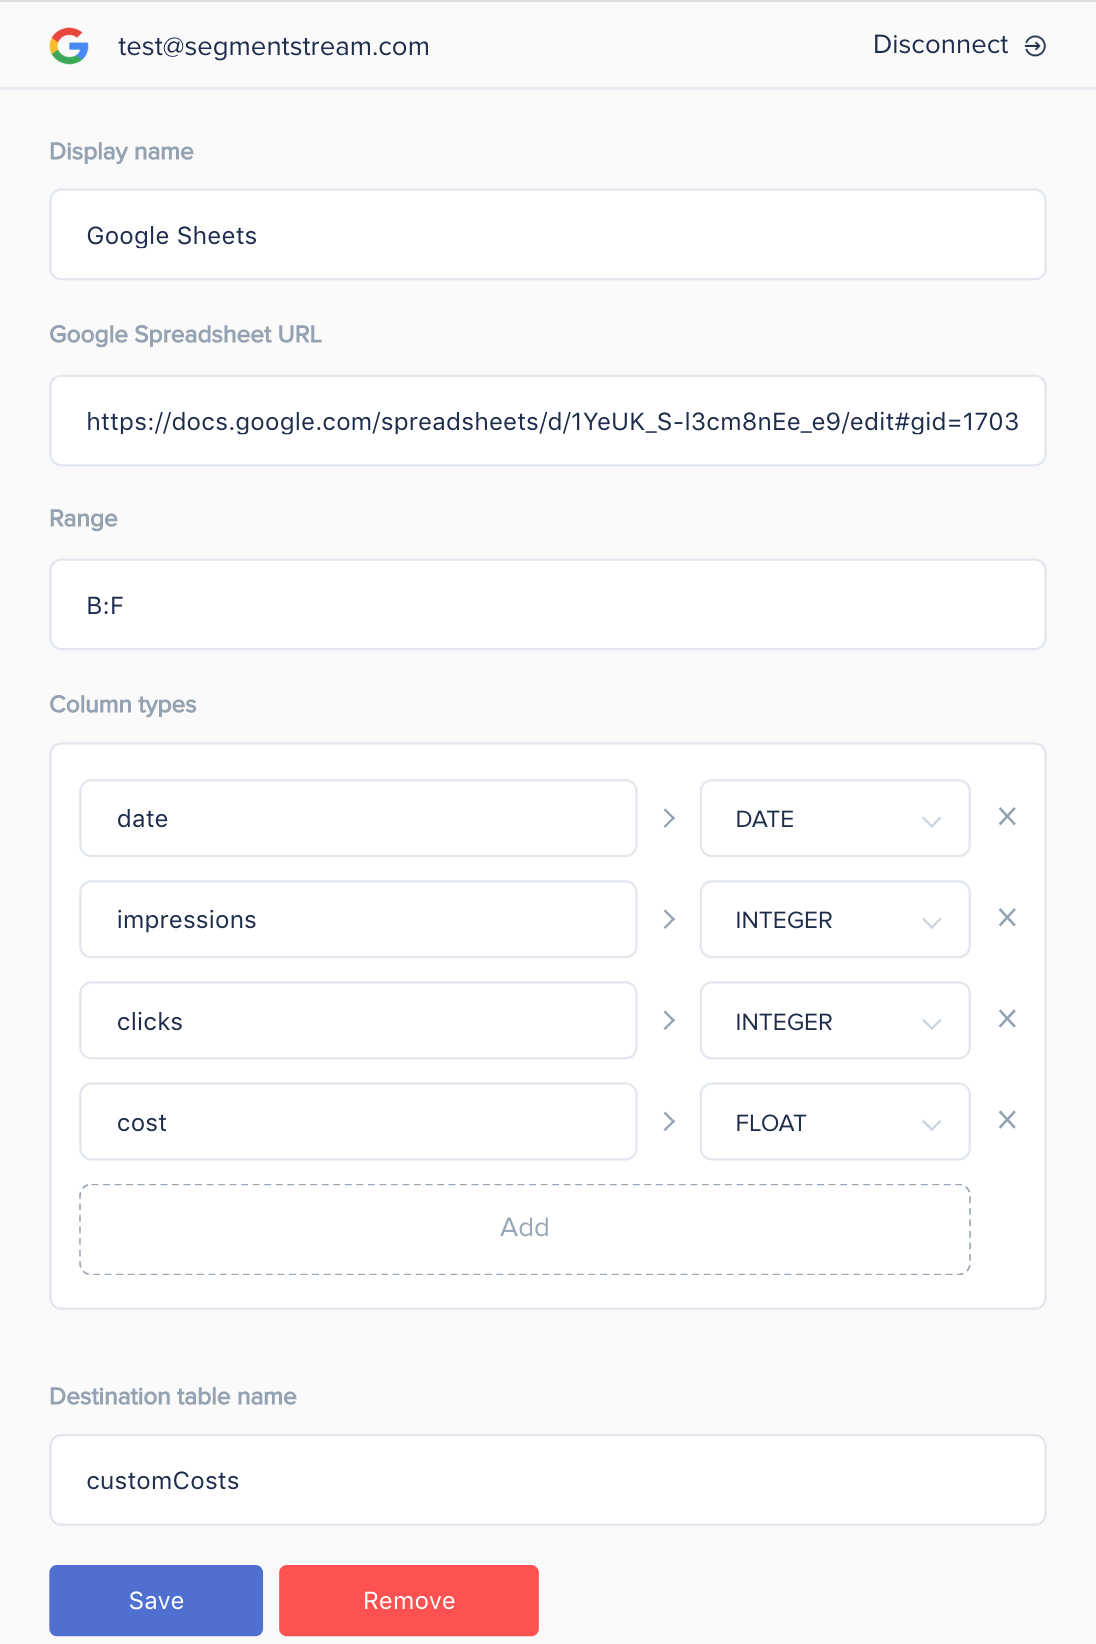 test@segmentstream.com Disconnect
Display name
Google Sheets
Google Spreadsheet URL
https://docs.google.com/spreadsheets/d/1YeUK_S-l3cm8nEe_e9/edit#gid=1703
Range
B:F
Column types
date DATE
impressions INTEGER
clicks INTEGER
cost FLOAT
Add
Destination table name
customCosts
Save Remove